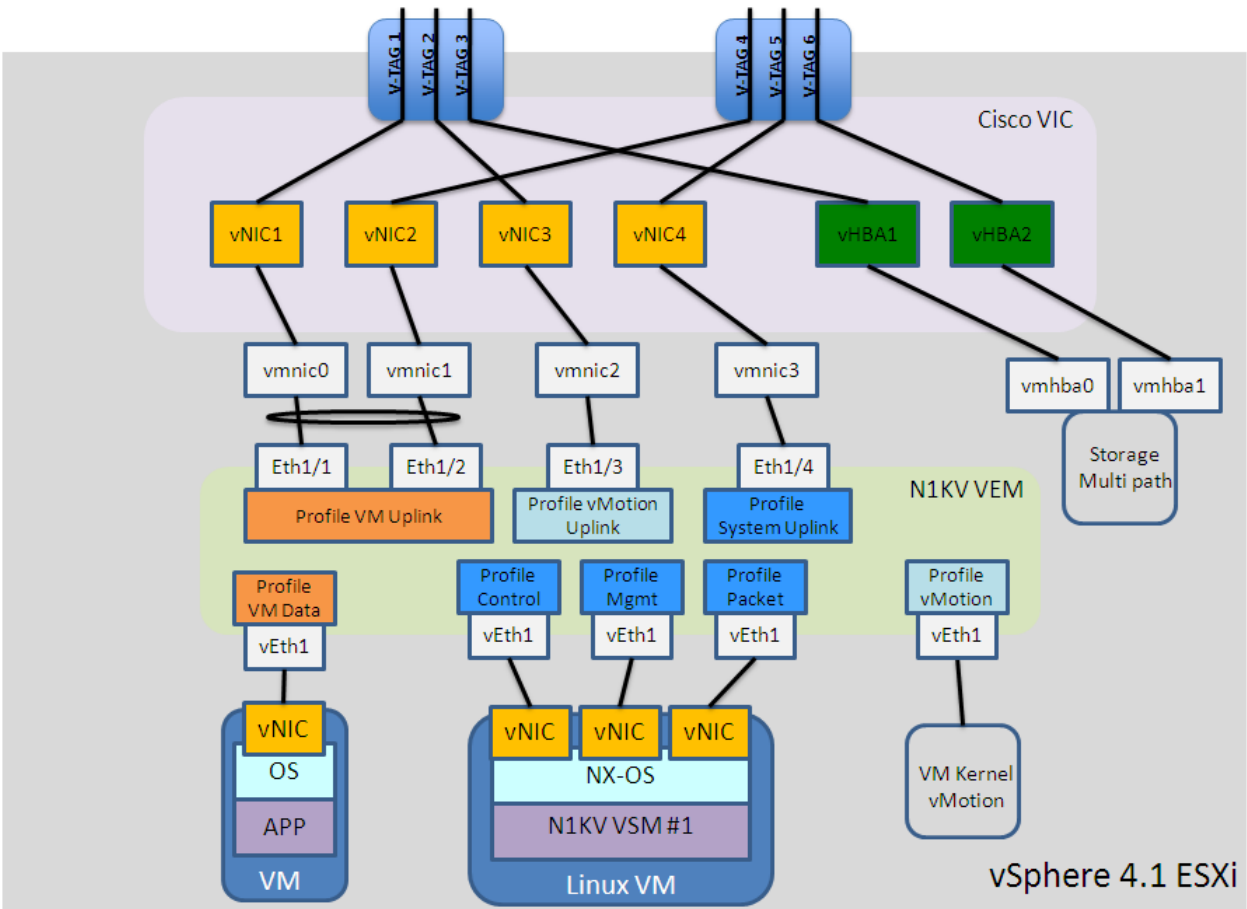 V-TAG 1
V-TAG 2
V-TAG 3
V-TAG 4
V-TAG 5
V-TAG 6
Cisco VIC
vNIC1
vNIC2
vNIC3
vNIC4
vHBA1
vHBA2
vmnic0
vmnic1
vmnic2
vmnic3
vmhba0
vmhba1
Storage
Multi path
Eth1/1
Eth1/2
Eth1/3
Eth1/4
N1KV VEM
Profile VM Uplink
Profile vMotion
Uplink
Profile
System Uplink
Profile
VM Data
Profile
Control
Profile
Mgmt
Profile
Packet
Profile
vMotion
vEth1
vEth1
vEth1
vEth1
vEth1
vNIC
OS
APP
VM
vNIC
vNIC
vNIC
NX-OS
N1KV VSM #1
Linux VM
VM Kernel
vMotion
vSphere 4.1 ESXi